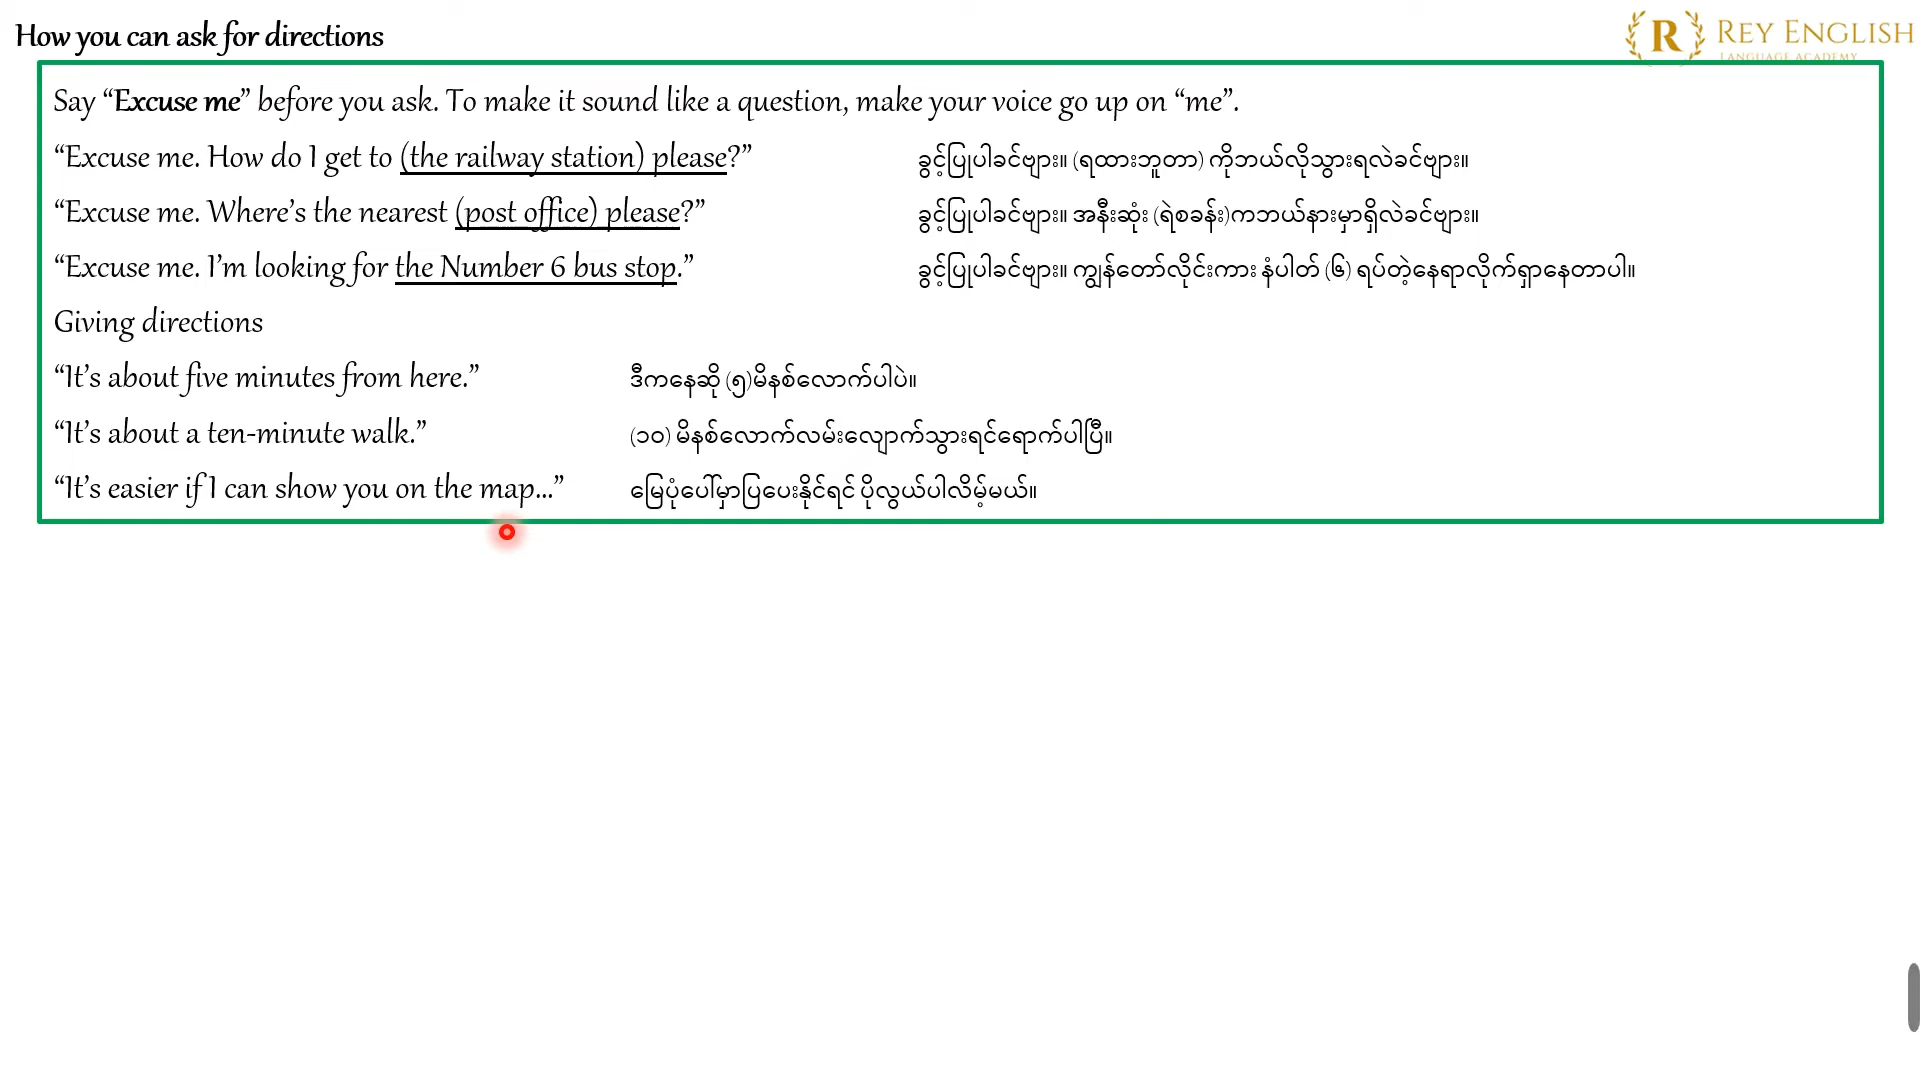 How you can ask for directions
REY ENGLISH
LANGUAGE ACADEMY
Say “Excuse me” before you ask. To make it sound like a question, make your voice go up on “me”.
“Excuse me. How do I get to (the railway station) please?” ခွင့်ပြုပါခင်ဗျား။ (ရထားဘူတာ) ကိုဘယ်လိုသွားရလဲခင်ဗျား။
“Excuse me. Where’s the nearest (post office) please?” ခွင့်ပြုပါခင်ဗျား။ အနီးဆုံး (ရဲစခန်း)ကဘယ်နားမှာရှိလဲခင်ဗျား။
“Excuse me. I’m looking for the Number 6 bus stop.” ခွင့်ပြုပါခင်ဗျား။ ကျွန်တော်လိုင်းကား နံပါတ် (၆) ရပ်တဲ့နေရာလိုက်ရှာနေတာပါ။
Giving directions
“It’s about five minutes from here.” ဒီကနေဆို (၅)မိနစ်လောက်ပါပဲ။
“It’s about a ten-minute walk.” (၁၀) မိနစ်လောက်လမ်းလျောက်သွားရင်ရောက်ပါပြီ။
“It’s easier if I can show you on the map...” မြေပုံပေါ်မှာပြပေးနိုင်ရင် ပိုလွယ်ပါလိမ့်မယ်။
R